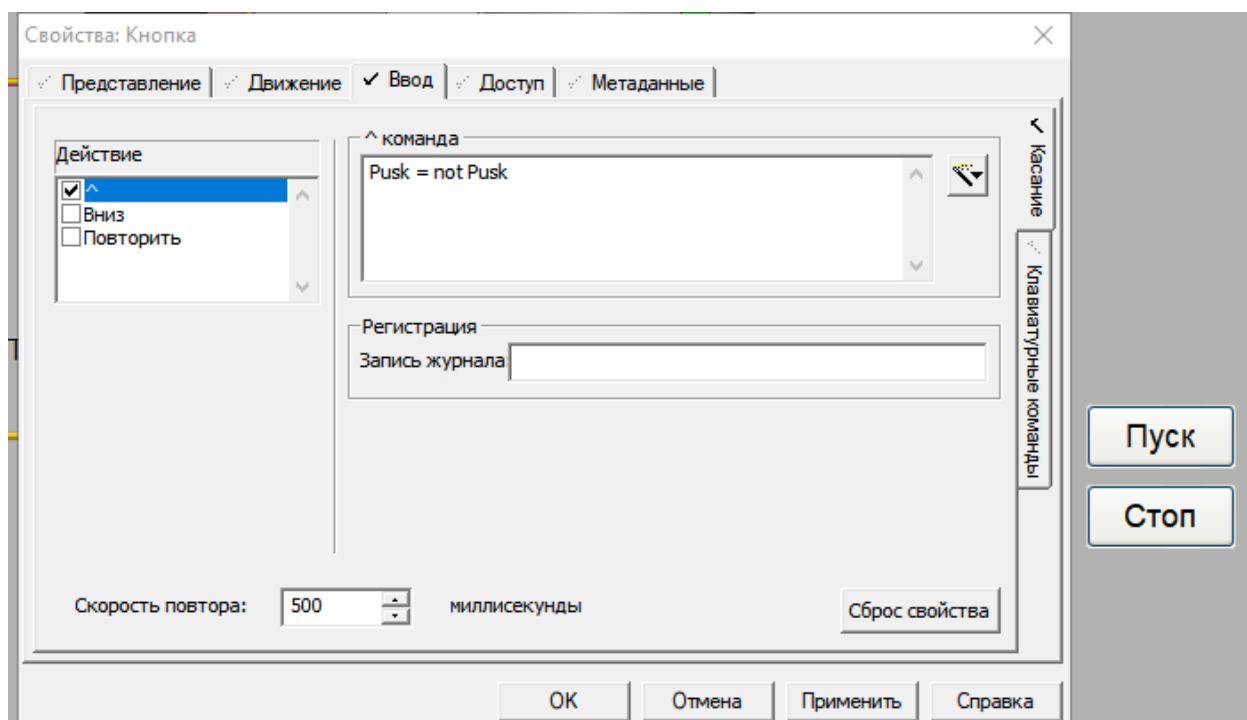 Свойства: Кнопка
Представление
Движение
Ввод
Доступ
Метаданные
Действие
^
Вниз
Повторить
^ команда
Pusk = not Pusk
Регистрация
Запись журнала
Касание
Клавиатурные команды
Скорость повтора:
500
миллисекунды
Сброс свойства
OK
Отмена
Применить
Справка
Пуск
Стоп